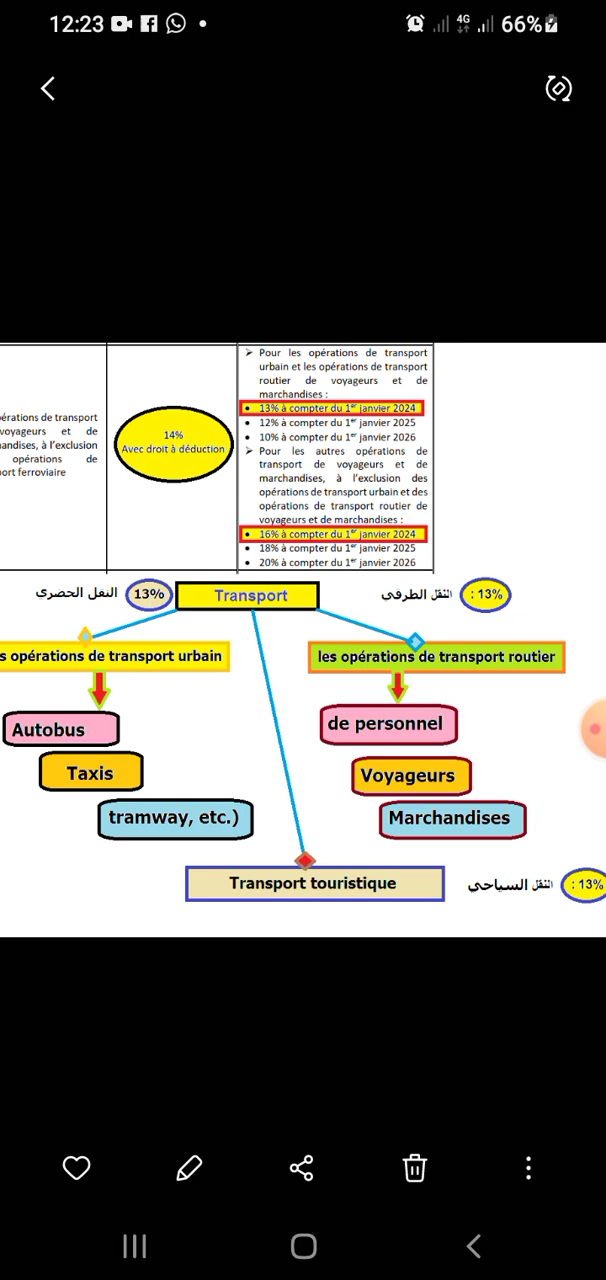 12:23
4G
66%
➢ Pour les opérations de transport
urbain et les opérations de transport
routier de voyageurs et de
marchandises :
• 13% à compter du 1er janvier 2024
• 12% à compter du 1er janvier 2025
• 10% à compter du 1er janvier 2026
➢ Pour les autres opérations de
transport de voyageurs et de
marchandises, à l'exclusion des
opérations de transport urbain et des
opérations de transport routier de
voyageurs et de marchandises :
• 16% à compter du 1er janvier 2024
• 18% à compter du 1er janvier 2025
• 20% à compter du 1er janvier 2026
érations de transport
voyageurs et de
andises, à l'exclusion
opérations de
ort ferroviaire
14%
Avec droit à déduction
النقل الحضري
13%
Transport
النقل الطرقي
: 13%
s opérations de transport urbain
les opérations de transport routier
Autobus
de personnel
Taxis
Voyageurs
tramway, etc.)
Marchandises
Transport touristique
النقل السياحي
: 13%